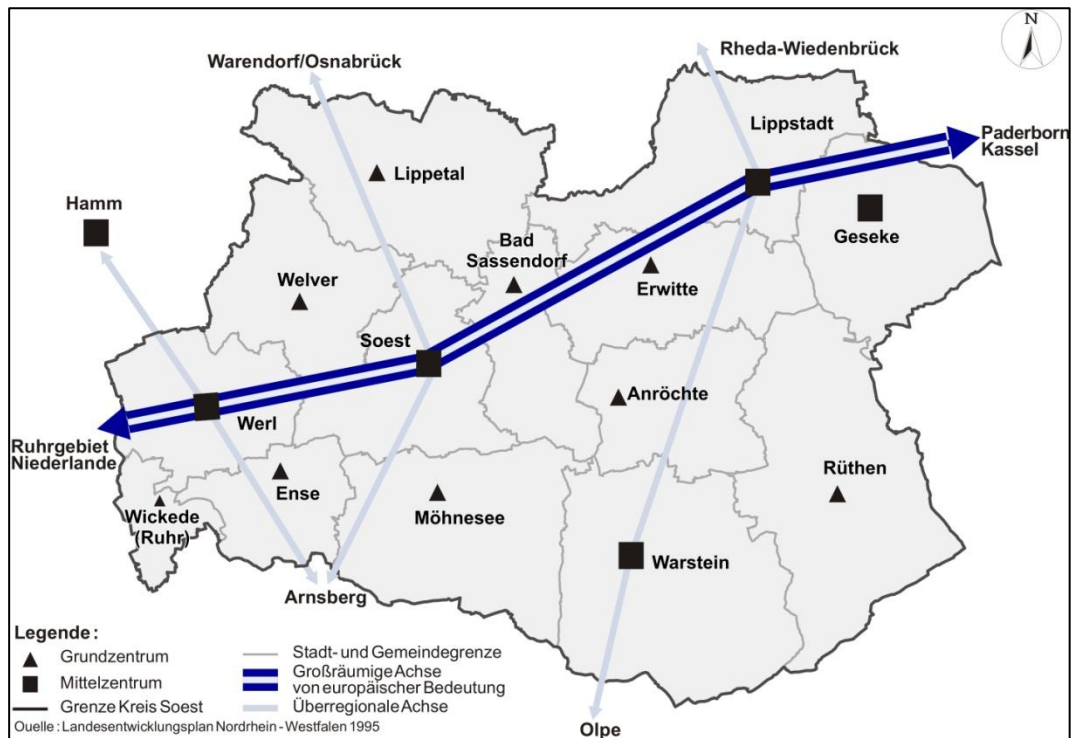 Warendorf/Osnabrück
Rheda-Wiedenbrück
N
Lippstadt
Paderborn
Kassel
Lippetal
Hamm
Geseke
Bad
Sassendorf
Welver
Erwitte
Soest
Anröchte
Werl
Ruhrgebiet
Niederlande
Rüthen
Ense
Wickede
(Ruhr)
Möhnesee
Warstein
Arnsberg
Olpe
Legende :
Grundzentrum
Mittelzentrum
Grenze Kreis Soest
Stadt- und Gemeindegrenze
Großräumige Achse
von europäischer Bedeutung
Überregionale Achse
Quelle : Landesentwicklungsplan Nordrhein - Westfalen 1995